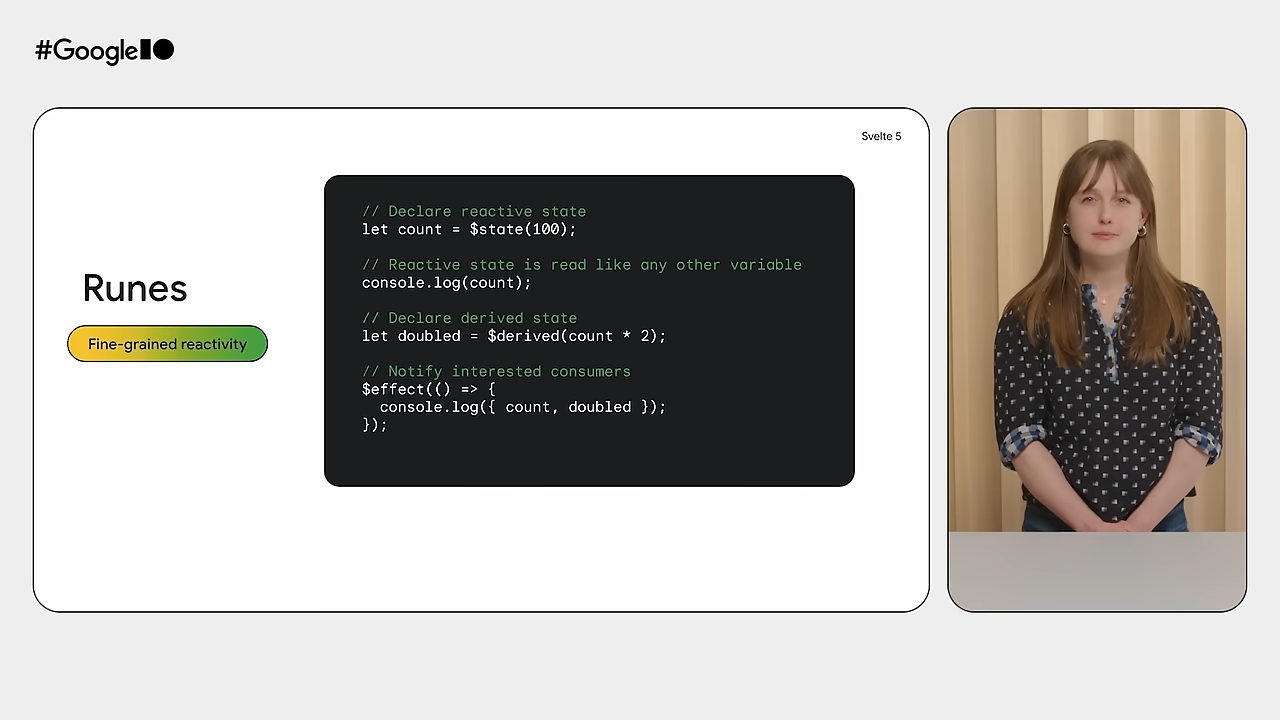 #GoogleIO
Svelte 5
Runes
Fine-grained reactivity
// Declare reactive state
let count = $state(100);
// Reactive state is read like any other variable
console.log(count);
// Declare derived state
let doubled = $derived(count * 2);
// Notify interested consumers
$effect(() => {
  console.log({ count, doubled });
});